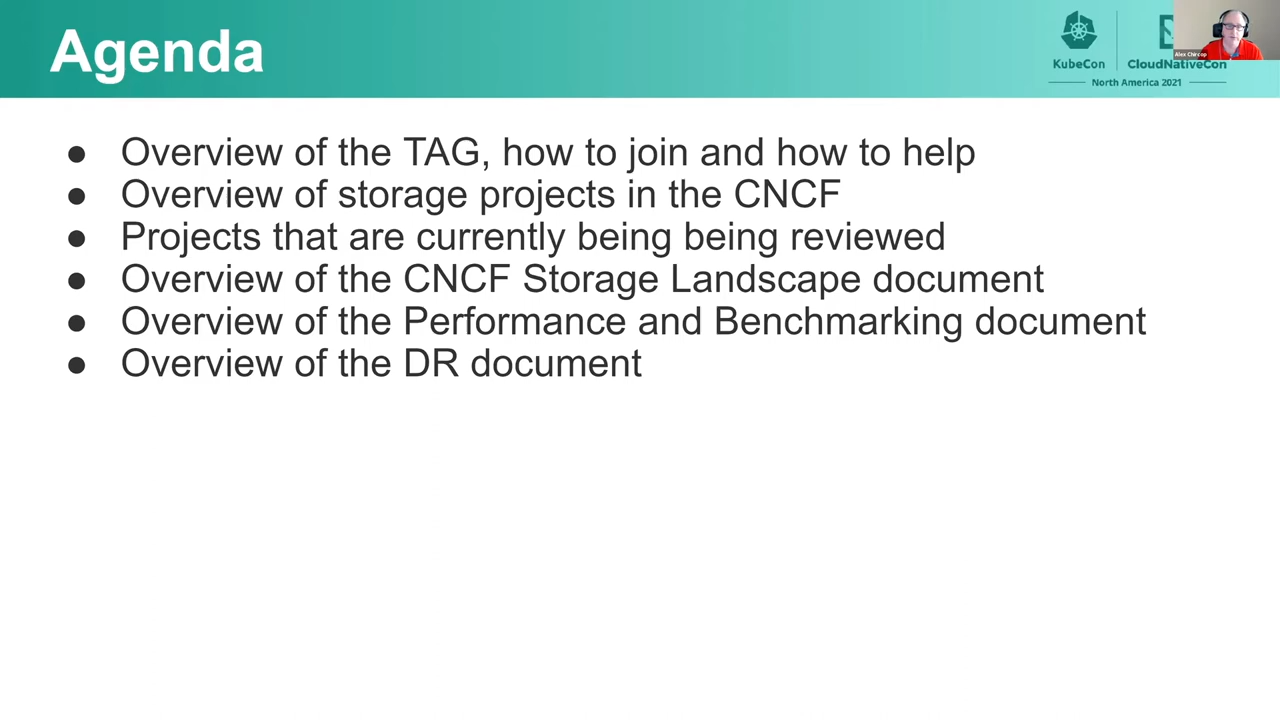 Agenda
KubeCon
CloudNativeCon
North America 2021
Alex Chircop
● Overview of the TAG, how to join and how to help
● Overview of storage projects in the CNCF
● Projects that are currently being being reviewed
● Overview of the CNCF Storage Landscape document
● Overview of the Performance and Benchmarking document
● Overview of the DR document